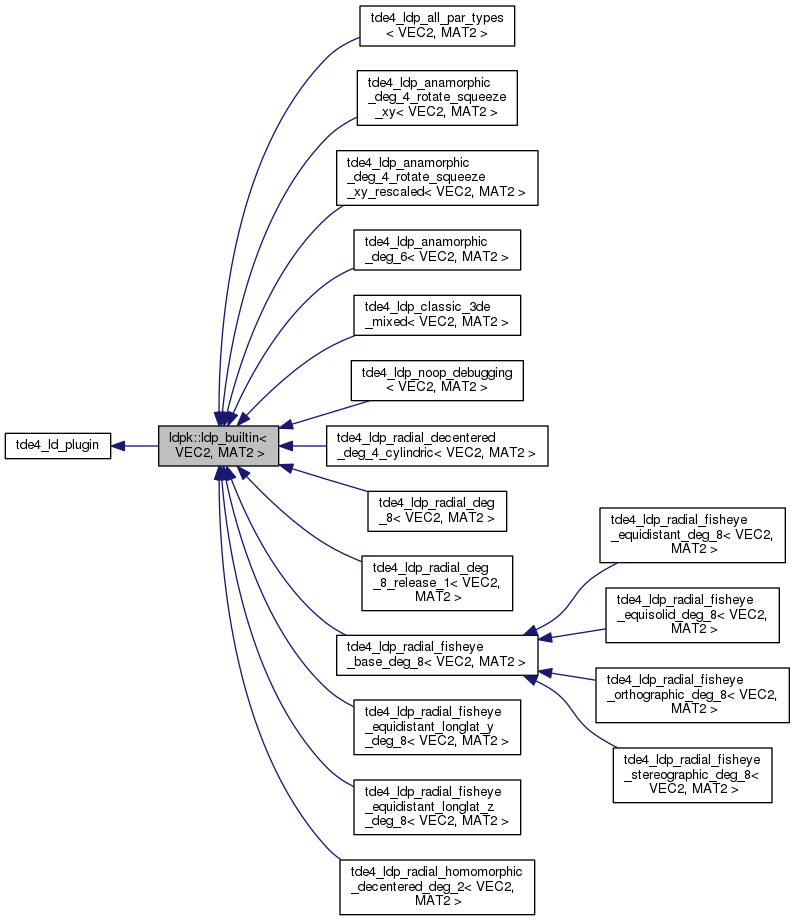 tde4_ldp_all_par_types
< VEC2, MAT2 >
tde4_ldp_anamorphic
_deg_4_rotate_squeeze
_xy< VEC2, MAT2 >
tde4_ldp_anamorphic
_deg_4_rotate_squeeze
_xy_rescaled< VEC2, MAT2 >
tde4_ldp_anamorphic
_deg_6< VEC2, MAT2 >
tde4_ldp_classic_3de
_mixed< VEC2, MAT2 >
tde4_ldp_noop_debugging
< VEC2, MAT2 >
tde4_ld_plugin
ldpk::ldp_builtin<
VEC2, MAT2 >
tde4_ldp_radial_decentered
_deg_4_cylindric< VEC2, MAT2 >
tde4_ldp_radial_deg
_8< VEC2, MAT2 >
tde4_ldp_radial_deg
_8_release_1< VEC2,
MAT2 >
tde4_ldp_radial_fisheye
_base_deg_8< VEC2, MAT2 >
tde4_ldp_radial_fisheye
_equidistant_deg_8< VEC2,
MAT2 >
tde4_ldp_radial_fisheye
_equisolid_deg_8< VEC2,
MAT2 >
tde4_ldp_radial_fisheye
_orthographic_deg_8< VEC2,
MAT2 >
tde4_ldp_radial_fisheye
_stereographic_deg_8<
VEC2, MAT2 >
tde4_ldp_radial_fisheye
_equidistant_longlat_y
_deg_8< VEC2, MAT2 >
tde4_ldp_radial_fisheye
_equidistant_longlat_z
_deg_8< VEC2, MAT2 >
tde4_ldp_radial_homomorphic
_decentered_deg_2< VEC2,
MAT2 >